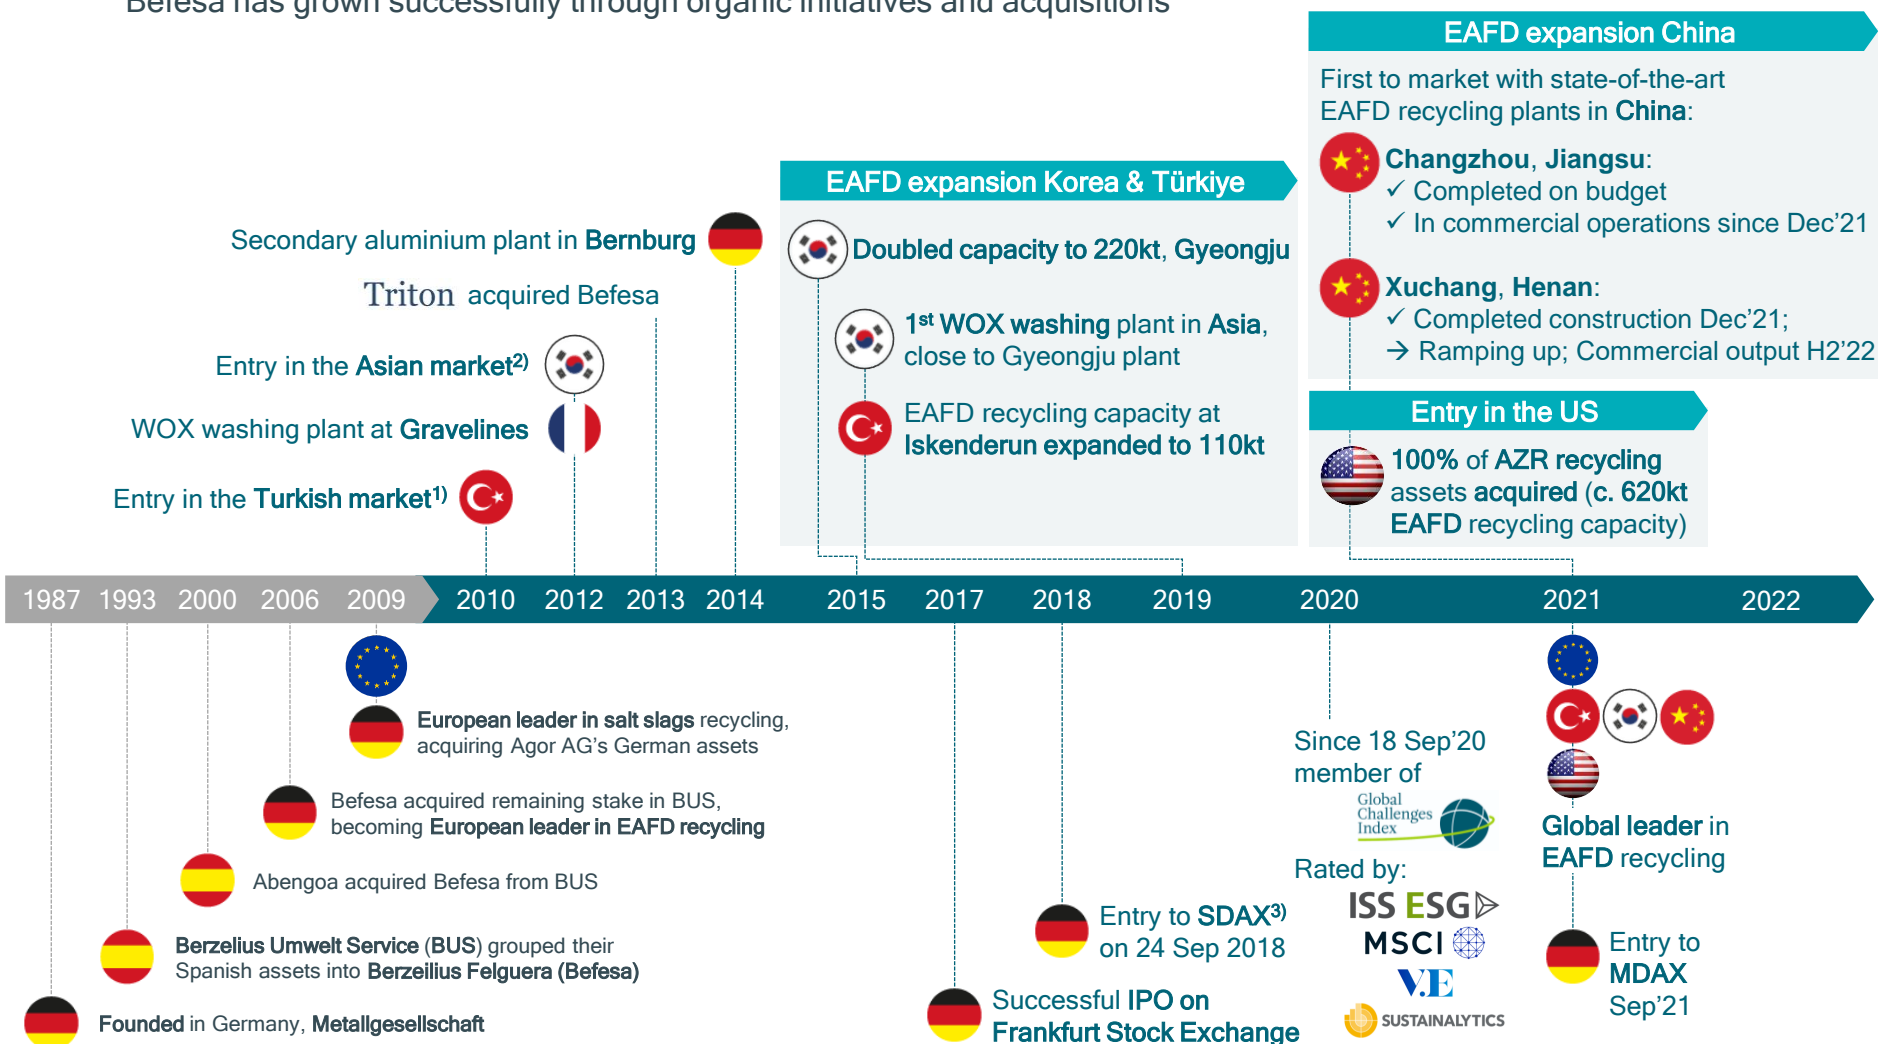 Befesa has grown successfully through organic initiatives and acquisitions
EAFD expansion China
First to market with state-of-the-art
EAFD recycling plants in China:
Changzhou, Jiangsu:
✓ Completed on budget
✓ In commercial operations since Dec'21
Xuchang, Henan:
✓ Completed construction Dec'21;
→ Ramping up; Commercial output H2'22
EAFD expansion Korea & Türkiye
Doubled capacity to 220kt, Gyeongju
1st WOX washing plant in Asia,
close to Gyeongju plant
EAFD recycling capacity at
Iskenderun expanded to 110kt
Entry in the US
100% of AZR recycling
assets acquired (c. 620kt
EAFD recycling capacity)
Secondary aluminium plant in Bernburg
Triton acquired Befesa
Entry in the Asian market2)
WOX washing plant at Gravelines
Entry in the Turkish market1)
1987 1993 2000 2006 2009 2010 2012 2013 2014 2015 2017 2018 2019 2020 2021 2022
European leader in salt slags recycling,
acquiring Agor AG's German assets
Befesa acquired remaining stake in BUS,
becoming European leader in EAFD recycling
Abengoa acquired Befesa from BUS
Berzelius Umwelt Service (BUS) grouped their
Spanish assets into Berzeilius Felguera (Befesa)
Founded in Germany, Metallgesellschaft
Successful IPO on
Frankfurt Stock Exchange
Entry to SDAX3)
on 24 Sep 2018
Since 18 Sep'20
member of
Global
Challenges
Index
Rated by:
ISS ESG
MSCI
V.E
SUSTAINALYTICS
Global leader in
EAFD recycling
Entry to
MDAX
Sep'21